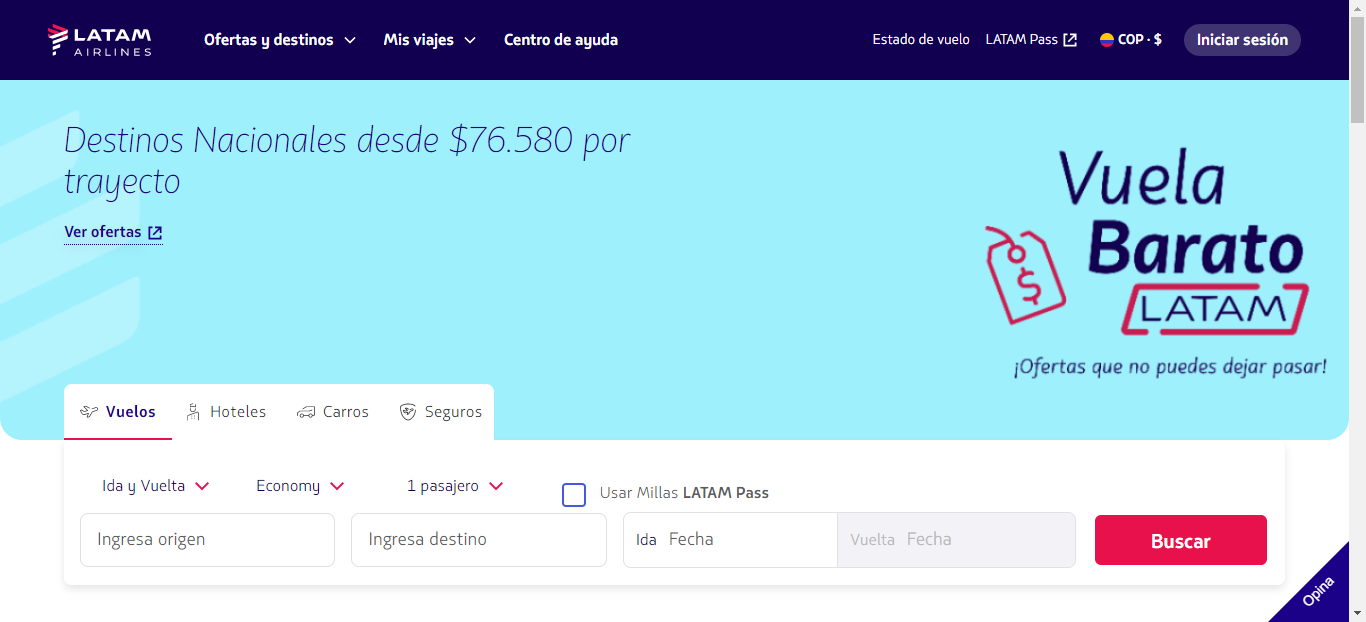 LATAM
AIRLINES
Ofertas y destinos
Mis viajes
Centro de ayuda
Estado de vuelo
LATAM Pass
COP · $
Iniciar sesión
Destinos Nacionales desde $76.580 por
trayecto
Ver ofertas
Vuela
Barato
$
LATAM
¡Ofertas que no puedes dejar pasar!
Vuelos
Hoteles
Carros
Seguros
Ida y Vuelta
Economy
1 pasajero
Usar Millas LATAM Pass
Ingresa origen
Ingresa destino
Ida Fecha
Vuelta Fecha
Buscar
Opina